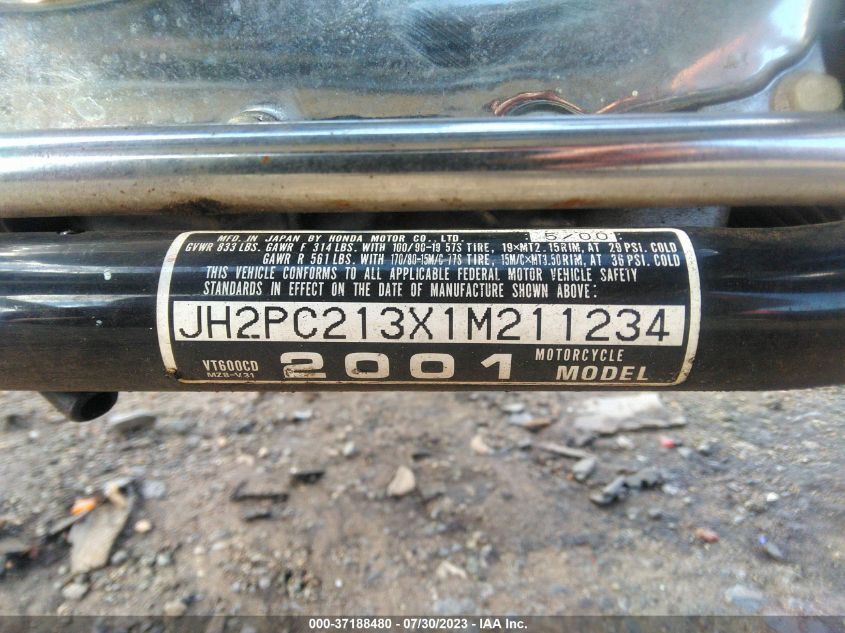 MFD. IN JAPAN BY HONDA MOTOR CO., LTD. 5/00
GVWR 833 LBS. GAWR F 314 LBS. WITH 100/90-19 57S TIRE, 19×MT2.15 RIM, AT 29 PSI. COLD
GAWR R 561 LBS. WITH 170/80-15M/C 77S TIRE, 15M/C×MT3.50 RIM, AT 36 PSI. COLD
THIS VEHICLE CONFORMS TO ALL APPLICABLE FEDERAL MOTOR VEHICLE SAFETY
STANDARDS IN EFFECT ON THE DATE OF MANUFACTURE SHOWN ABOVE:
JH2PC213X1M211234
VT600CD 2001 MOTORCYCLE
MZ8-V31 MODEL
000-37188480 / 07/30/2023 - IAA Inc.